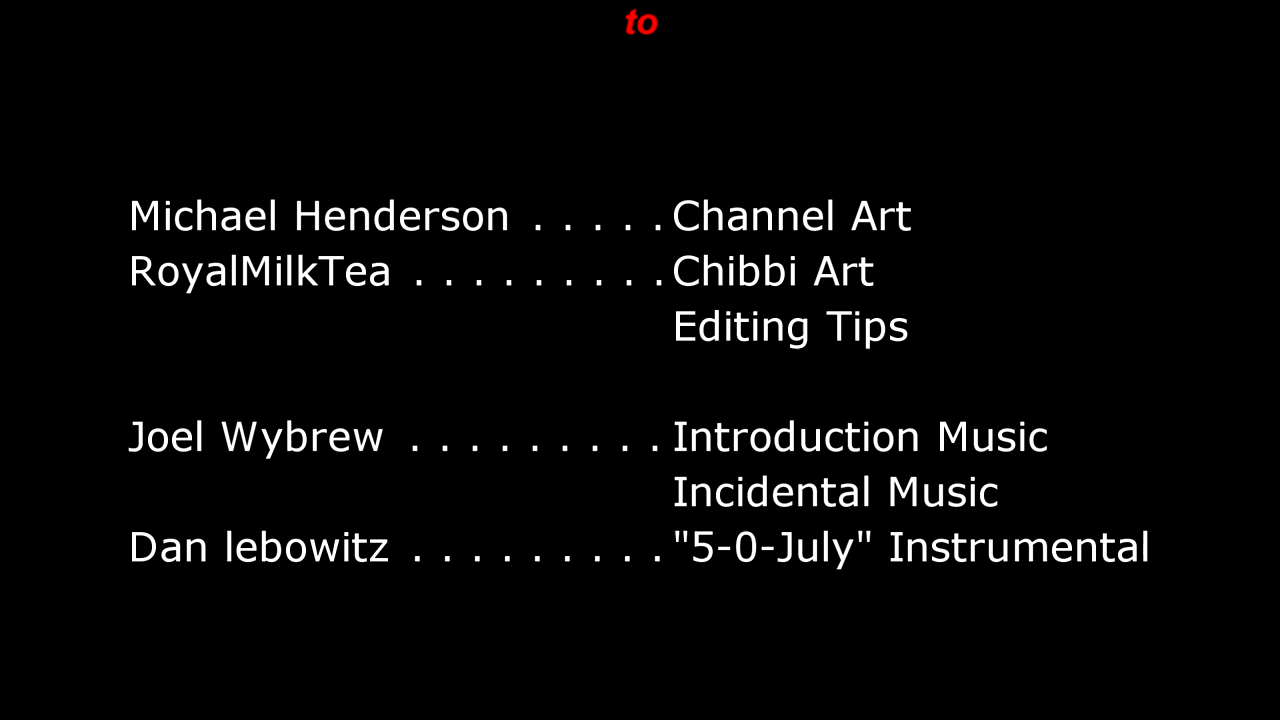 to
Michael Henderson . . . . . Channel Art
RoyalMilkTea . . . . . . . . . Chibbi Art
Editing Tips
Joel Wybrew . . . . . . . . . Introduction Music
Incidental Music
Dan lebowitz . . . . . . . . . "5-0-July" Instrumental